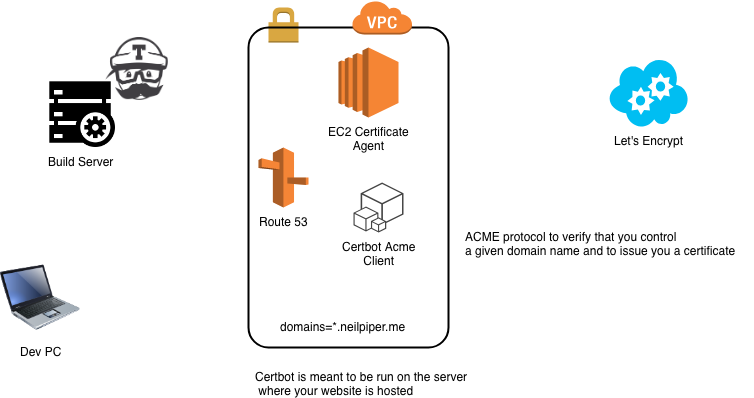 VPC
T
Build Server
EC2 Certificate
Agent
Let's Encrypt
Route 53
Certbot Acme
Client
ACME protocol to verify that you control
a given domain name and to issue you a certificate
domains=*.neilpiper.me
Dev PC
Certbot is meant to be run on the server
where your website is hosted